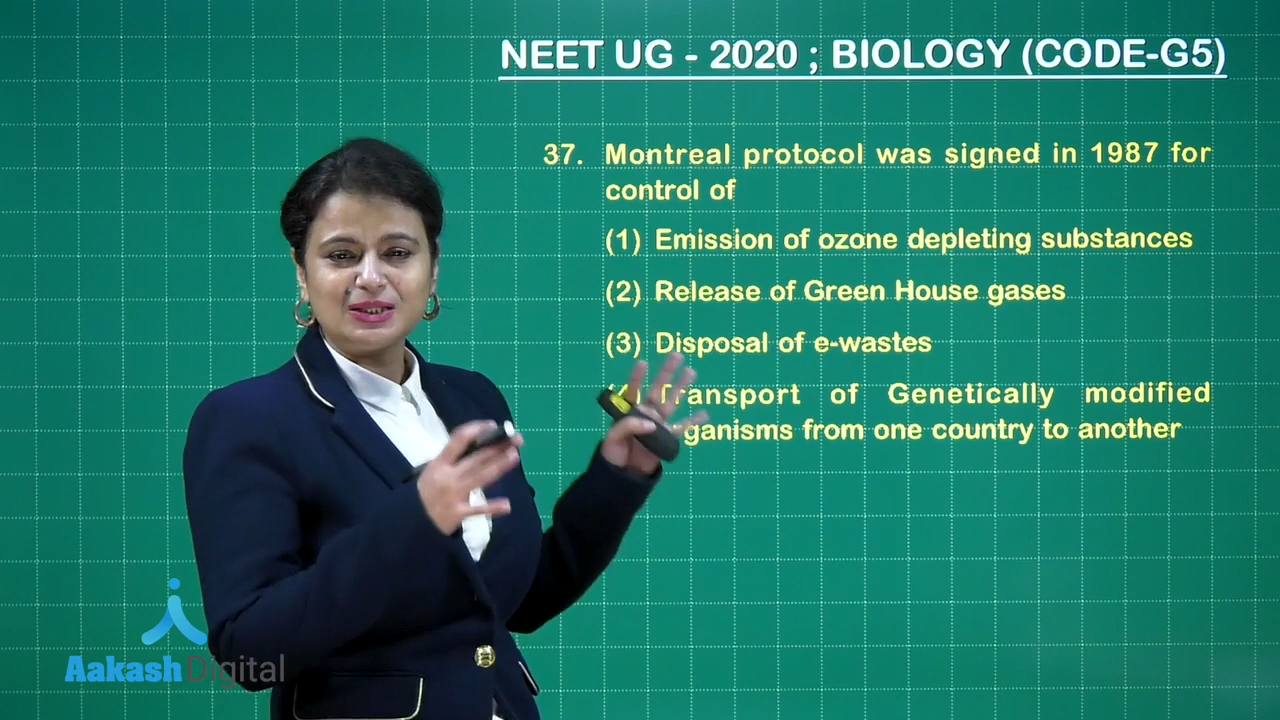 NEET UG - 2020 ; BIOLOGY (CODE-G5)
37. Montreal protocol was signed in 1987 for
control of
(1) Emission of ozone depleting substances
(2) Release of Green House gases
(3) Disposal of e-wastes
Transport of Genetically modified
from one country to another
Aakash Digital